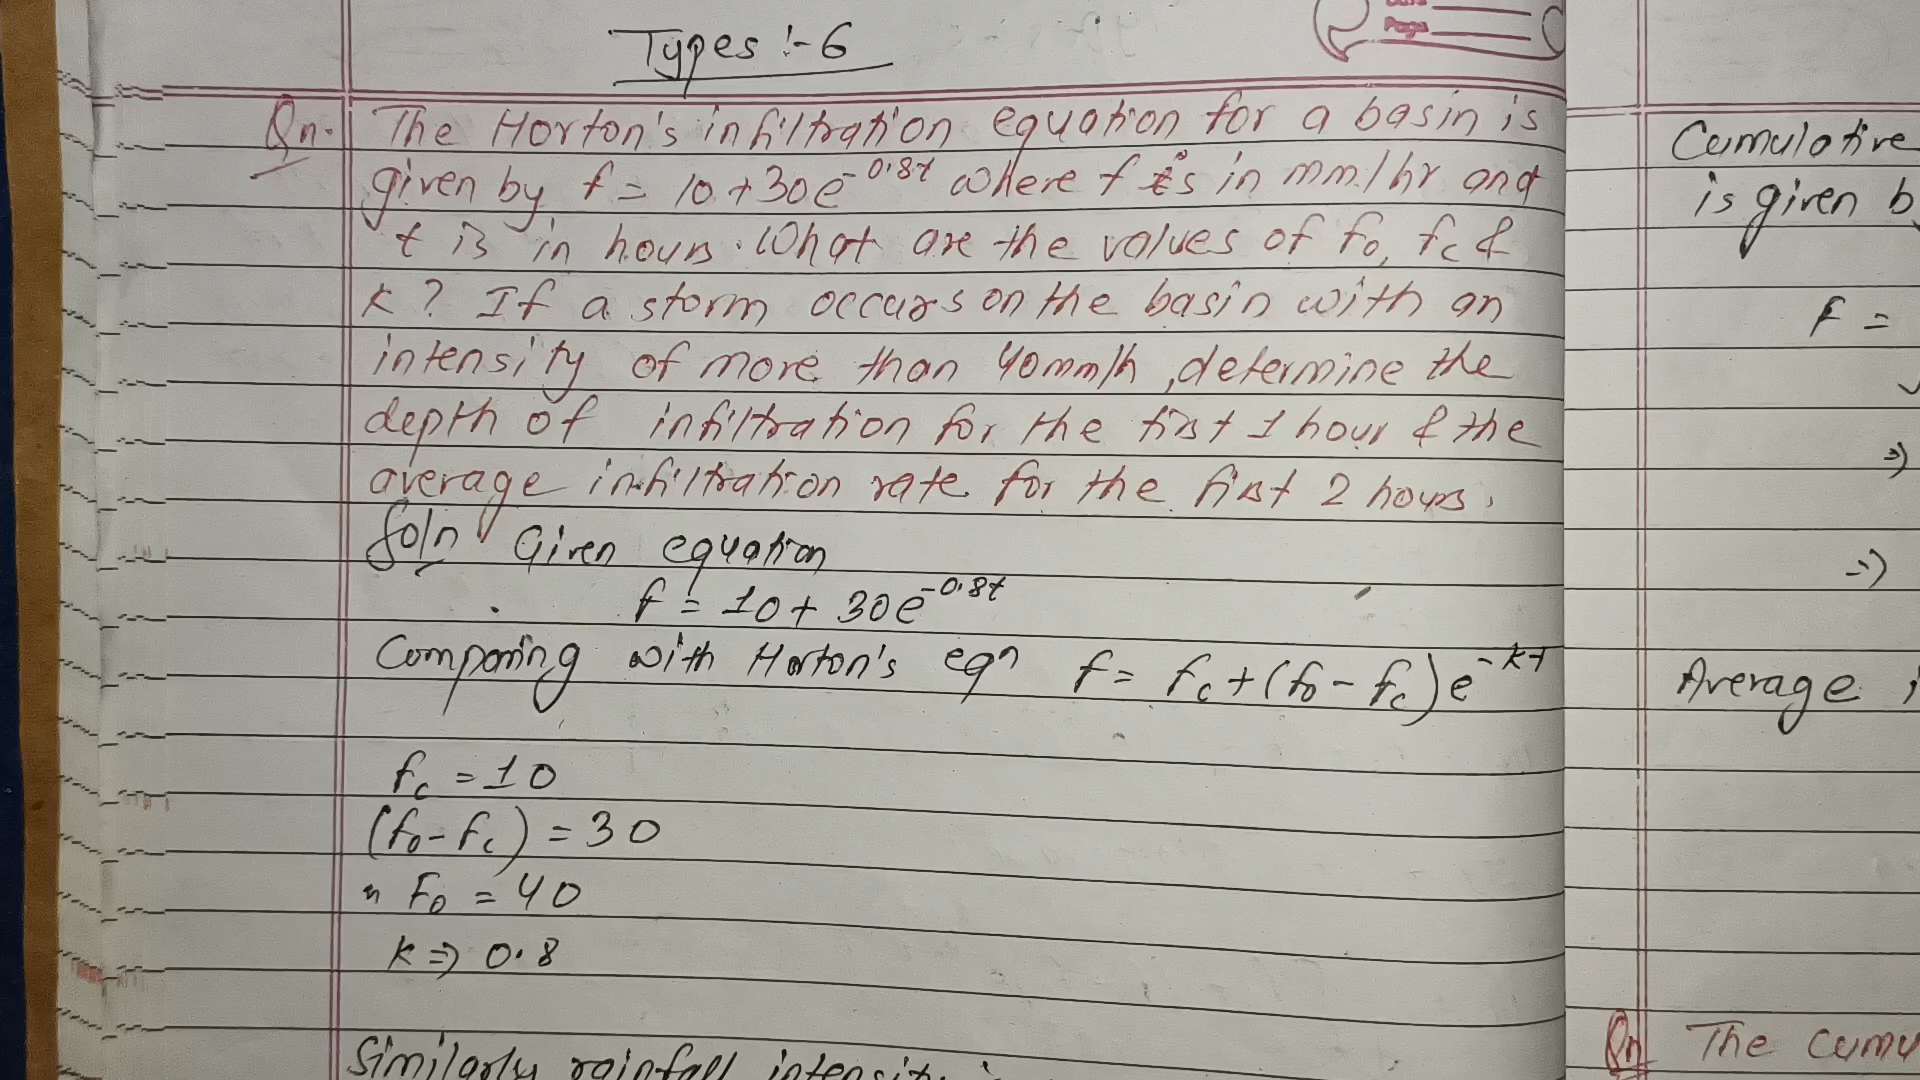 Types :- 6
Page
Qn. The Horton's infiltration equation for a basin is
given by f = 10 + 30e^-0.8t where f is in mm/hr and
t is in hours. What are the values of fo, fc &
k? If a storm occurs on the basin with an
intensity of more than 40mm/h, determine the
depth of infiltration for the first 1 hour & the
average infiltration rate for the first 2 hours.
Soln Given equation
f = 10 + 30e^-0.8t
Comparing with Horton's eqn f = fc + (fo - fc) e^-kt
fc = 10
(fo - fc) = 30
Fo = 40
k => 0.8
Similarly rainfall
Cumulative
is given b
F =
=>
=>
Average i
Qn The Cumu